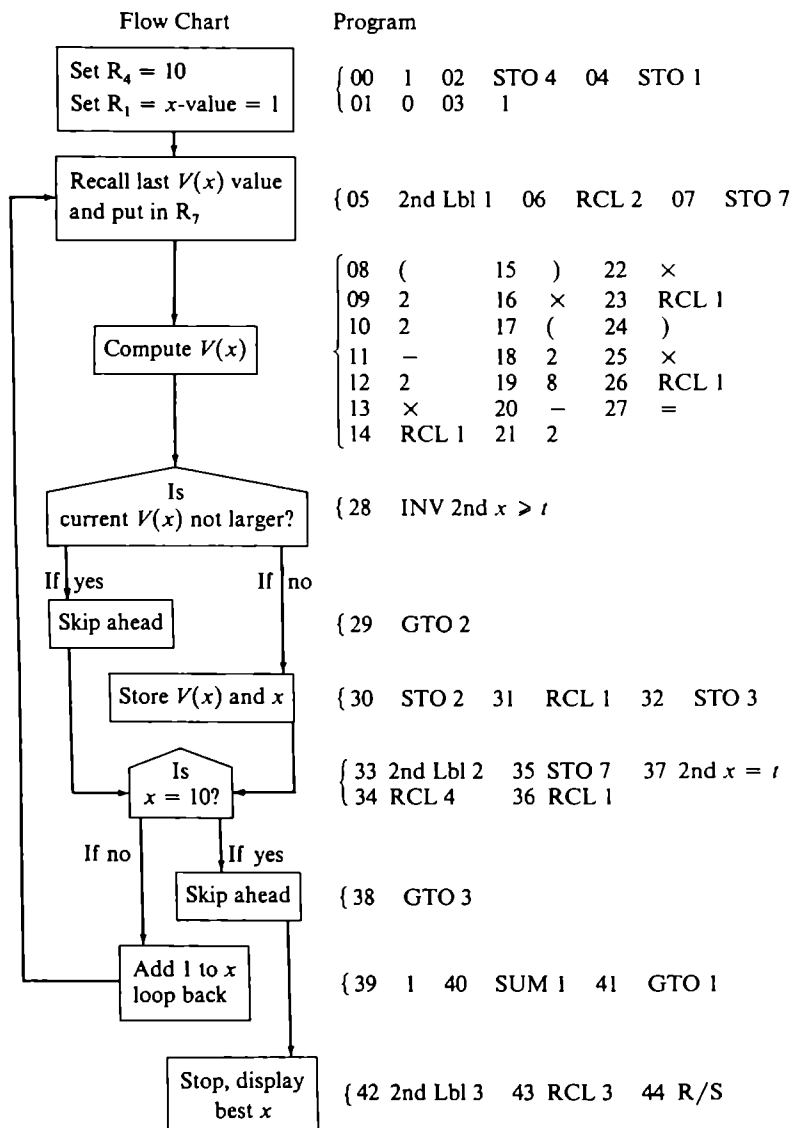 Flow Chart Program
Set R₄ = 10
Set R₁ = x-value = 1
{ 00 1 02 STO 4 04 STO 1
01 0 03 1
Recall last V(x) value
and put in R₇
{ 05 2nd Lbl 1 06 RCL 2 07 STO 7
Compute V(x)
{ 08 ( 15 ) 22 ×
09 2 16 × 23 RCL 1
10 2 17 ( 24 )
11 − 18 2 25 ×
12 2 19 8 26 RCL 1
13 × 20 − 27 =
14 RCL 1 21 2
Is
current V(x) not larger?
{ 28 INV 2nd x ⩾ t
If yes If no
Skip ahead
{ 29 GTO 2
Store V(x) and x
{ 30 STO 2 31 RCL 1 32 STO 3
Is
x = 10?
{ 33 2nd Lbl 2 35 STO 7 37 2nd x = t
34 RCL 4 36 RCL 1
If no If yes
Skip ahead
{ 38 GTO 3
Add 1 to x
loop back
{ 39 1 40 SUM 1 41 GTO 1
Stop, display
best x
{ 42 2nd Lbl 3 43 RCL 3 44 R/S